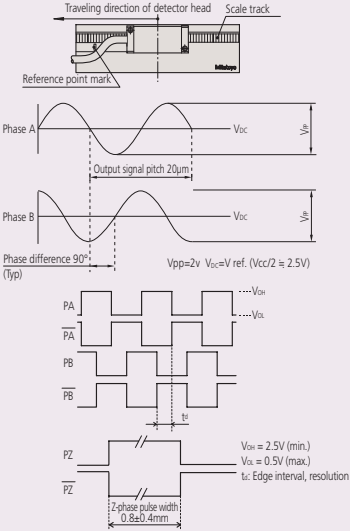 Traveling direction of detector head
Scale track
Mitutoyo
Reference point mark
Phase A
VDC
VPP
Output signal pitch 20μm
Phase B
VDC
VPP
Phase difference 90°
(Typ)
Vpp=2v VDC=V ref. (Vcc/2 ≒ 2.5V)
PA
VOH
PA
VOL
PB
PB
td
PZ
VOH = 2.5V (min.)
VOL = 0.5V (max.)
td: Edge interval, resolution
PZ
Z-phase pulse width
0.8±0.4mm